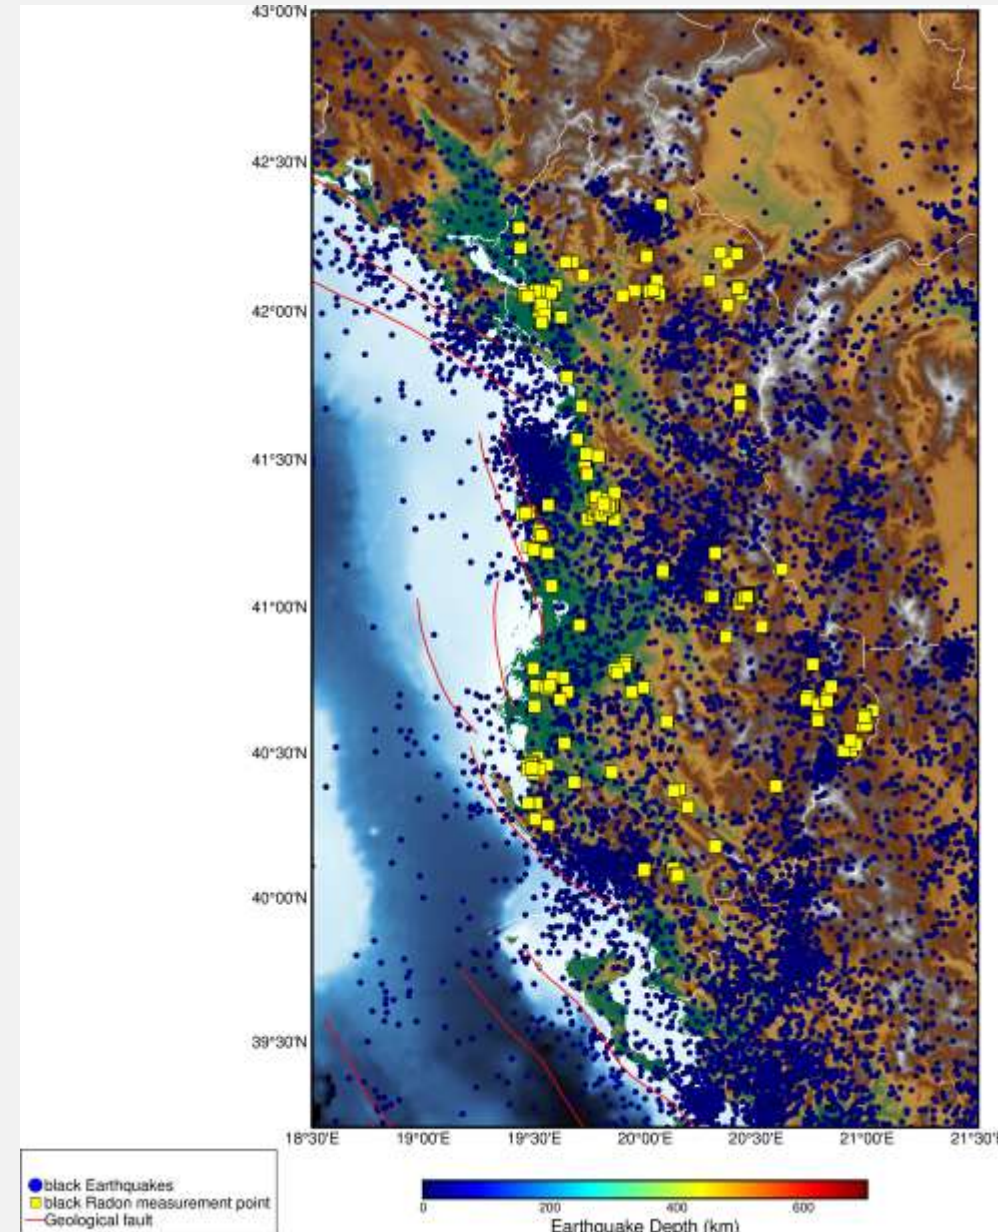 43°00'N
42°30'N
42°00'N
41°30'N
41°00'N
40°30'N
40°00'N
39°30'N
18°30'E 19°00'E 19°30'E 20°00'E 20°30'E 21°00'E 21°30'E
black Earthquakes
black Radon measurement point
Geological fault
0 200 400 600
Earthquake Depth (km)